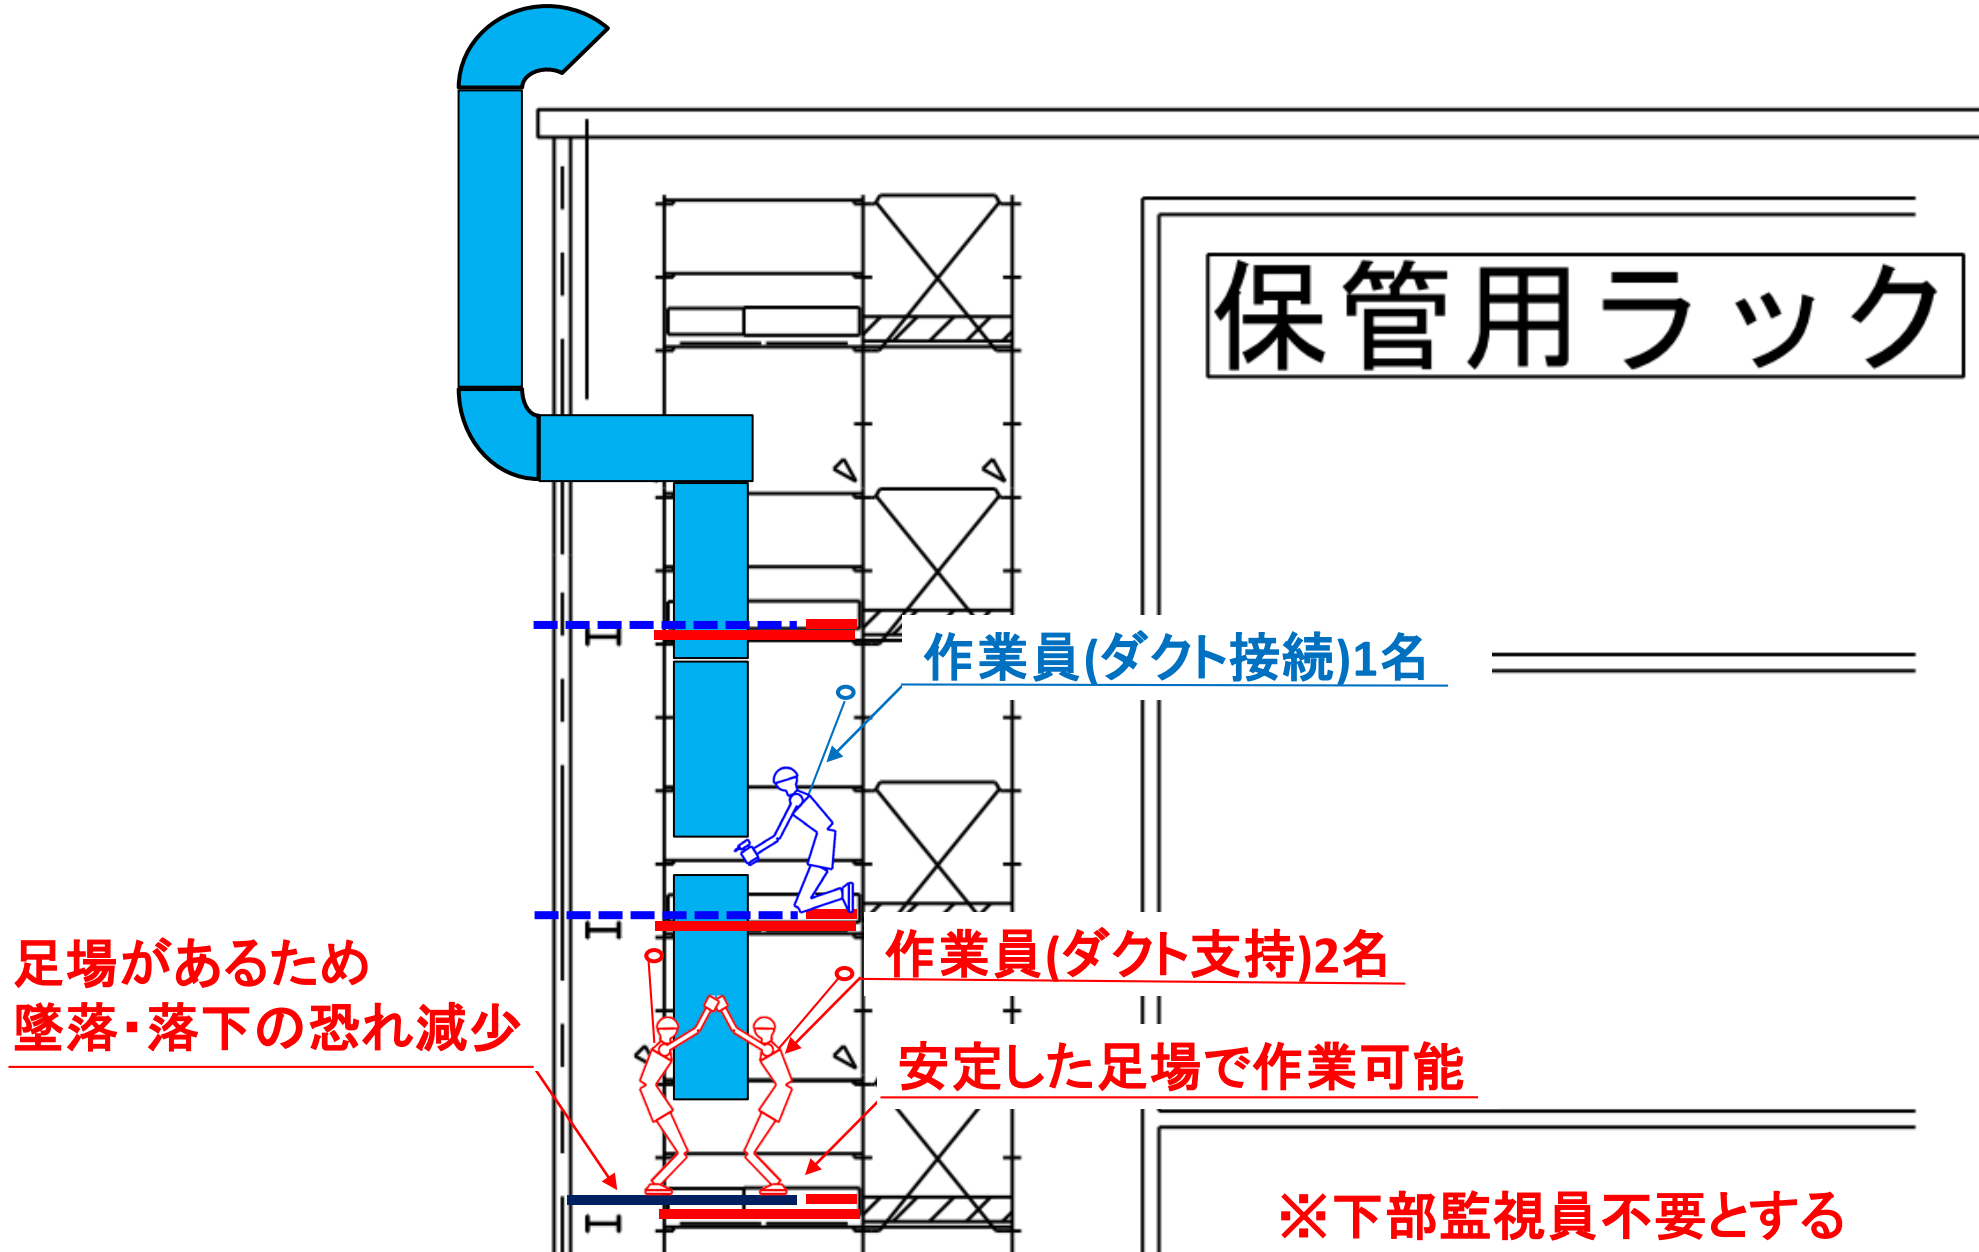 保管用ラック
作業員(ダクト接続)1名
作業員(ダクト支持)2名
足場があるため
墜落・落下の恐れ減少
安定した足場で作業可能
※下部監視員不要とする